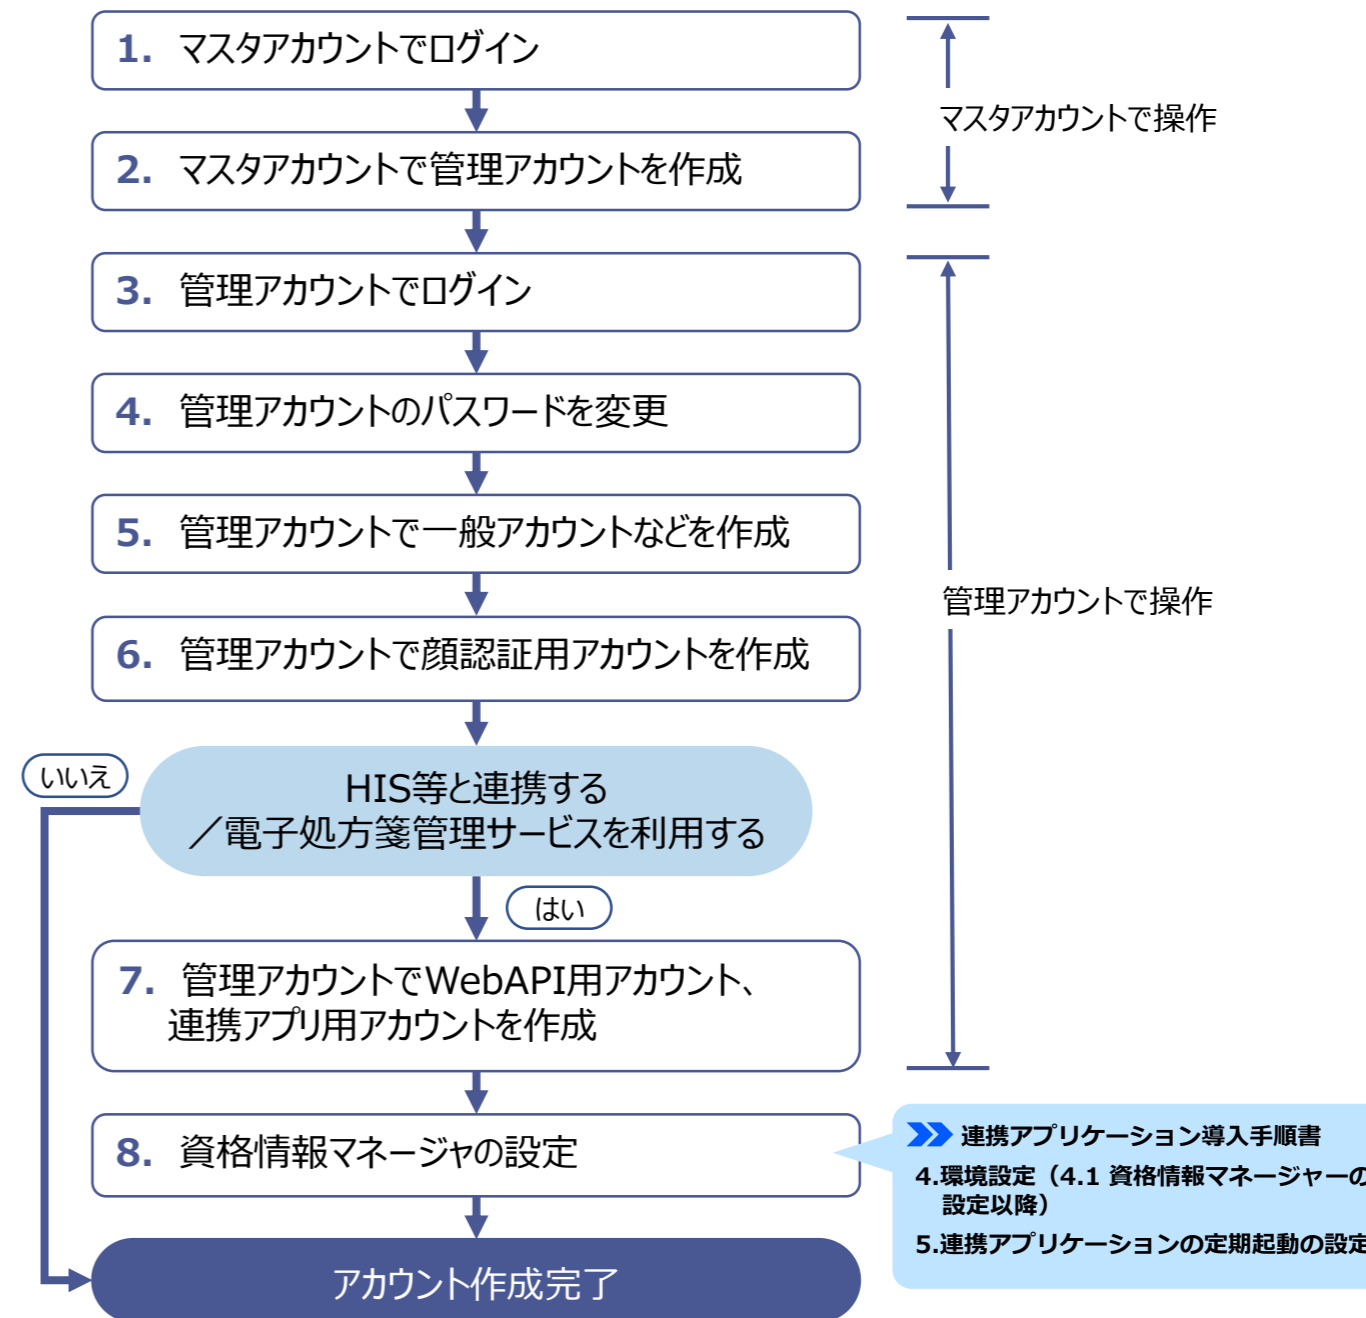 1. マスタアカウントでログイン
マスタアカウントで操作
2. マスタアカウントで管理アカウントを作成
3. 管理アカウントでログイン
4. 管理アカウントのパスワードを変更
5. 管理アカウントで一般アカウントなどを作成
管理アカウントで操作
6. 管理アカウントで顔認証用アカウントを作成
いいえ
HIS等と連携する
／電子処方箋管理サービスを利用する
はい
7. 管理アカウントでWebAPI用アカウント、
連携アプリ用アカウントを作成
8. 資格情報マネージャの設定
連携アプリケーション導入手順書
4.環境設定（4.1 資格情報マネージャーの
設定以降）
5.連携アプリケーションの定期起動の設定
アカウント作成完了